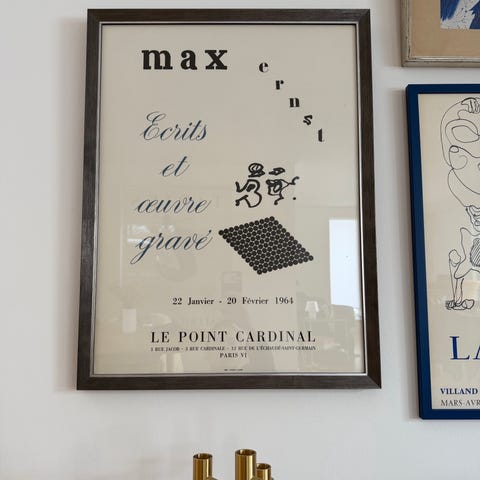 max ernst
Ecrits
et
œuvre
gravé
22 Janvier - 20 Février 1964
LE POINT CARDINAL
3 RUE JACOB - 3 RUE CARDINALE - 12 RUE DE L'ÉCHAUDÉ-SAINT-GERMAIN
PARIS VI
LA
VILLAND
MARS-AVR